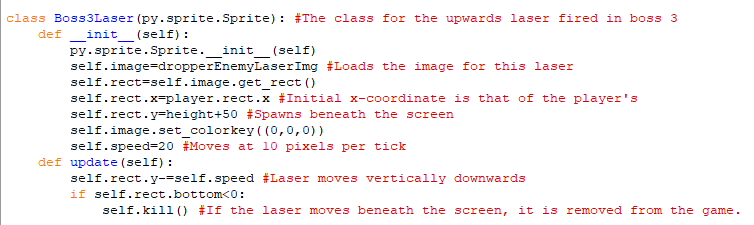 class Boss3Laser(py.sprite.Sprite): #The class for the upwards laser fired in boss 3
    def __init__(self):
        py.sprite.Sprite.__init__(self)
        self.image=dropperEnemyLaserImg #Loads the image for this laser
        self.rect=self.image.get_rect()
        self.rect.x=player.rect.x #Initial x-coordinate is that of the player's
        self.rect.y=height+50 #Spawns beneath the screen
        self.image.set_colorkey((0,0,0))
        self.speed=20 #Moves at 10 pixels per tick
    def update(self):
        self.rect.y-=self.speed #Laser moves vertically downwards
        if self.rect.bottom<0:
            self.kill() #If the laser moves beneath the screen, it is removed from the game.